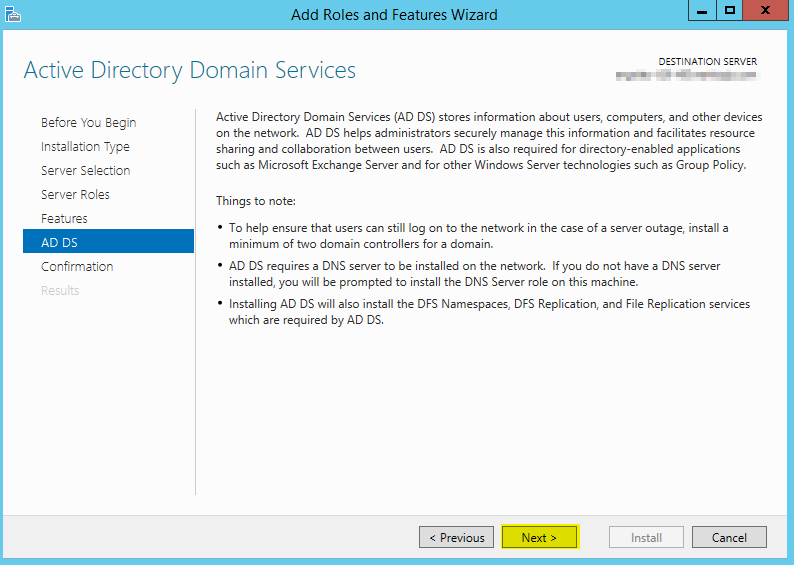 Add Roles and Features Wizard
Active Directory Domain Services
DESTINATION SERVER
Before You Begin
Installation Type
Server Selection
Server Roles
Features
AD DS
Confirmation
Results
Active Directory Domain Services (AD DS) stores information about users, computers, and other devices
on the network.  AD DS helps administrators securely manage this information and facilitates resource
sharing and collaboration between users.  AD DS is also required for directory-enabled applications
such as Microsoft Exchange Server and for other Windows Server technologies such as Group Policy.
Things to note:
• To help ensure that users can still log on to the network in the case of a server outage, install a
minimum of two domain controllers for a domain.
• AD DS requires a DNS server to be installed on the network.  If you do not have a DNS server
installed, you will be prompted to install the DNS Server role on this machine.
• Installing AD DS will also install the DFS Namespaces, DFS Replication, and File Replication services
which are required by AD DS.
< Previous
Next >
Install
Cancel